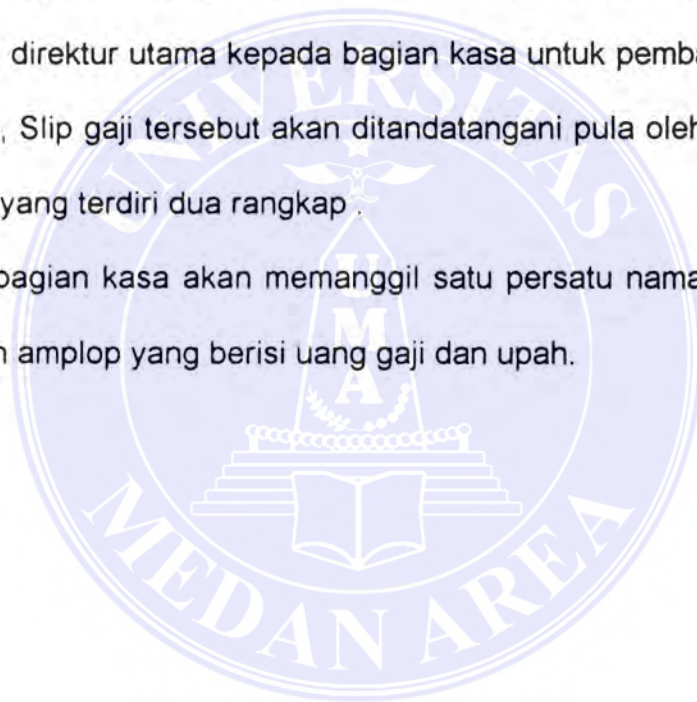 direktur utama kepada bagian kasa untuk pemba
Slip gaji tersebut akan ditandatangani pula oleh
yang terdiri dua rangkap .
bagian kasa akan memanggil satu persatu nama
amplop yang berisi uang gaji dan upah.
UNIVERSITAS
UMA
MEDAN AREA